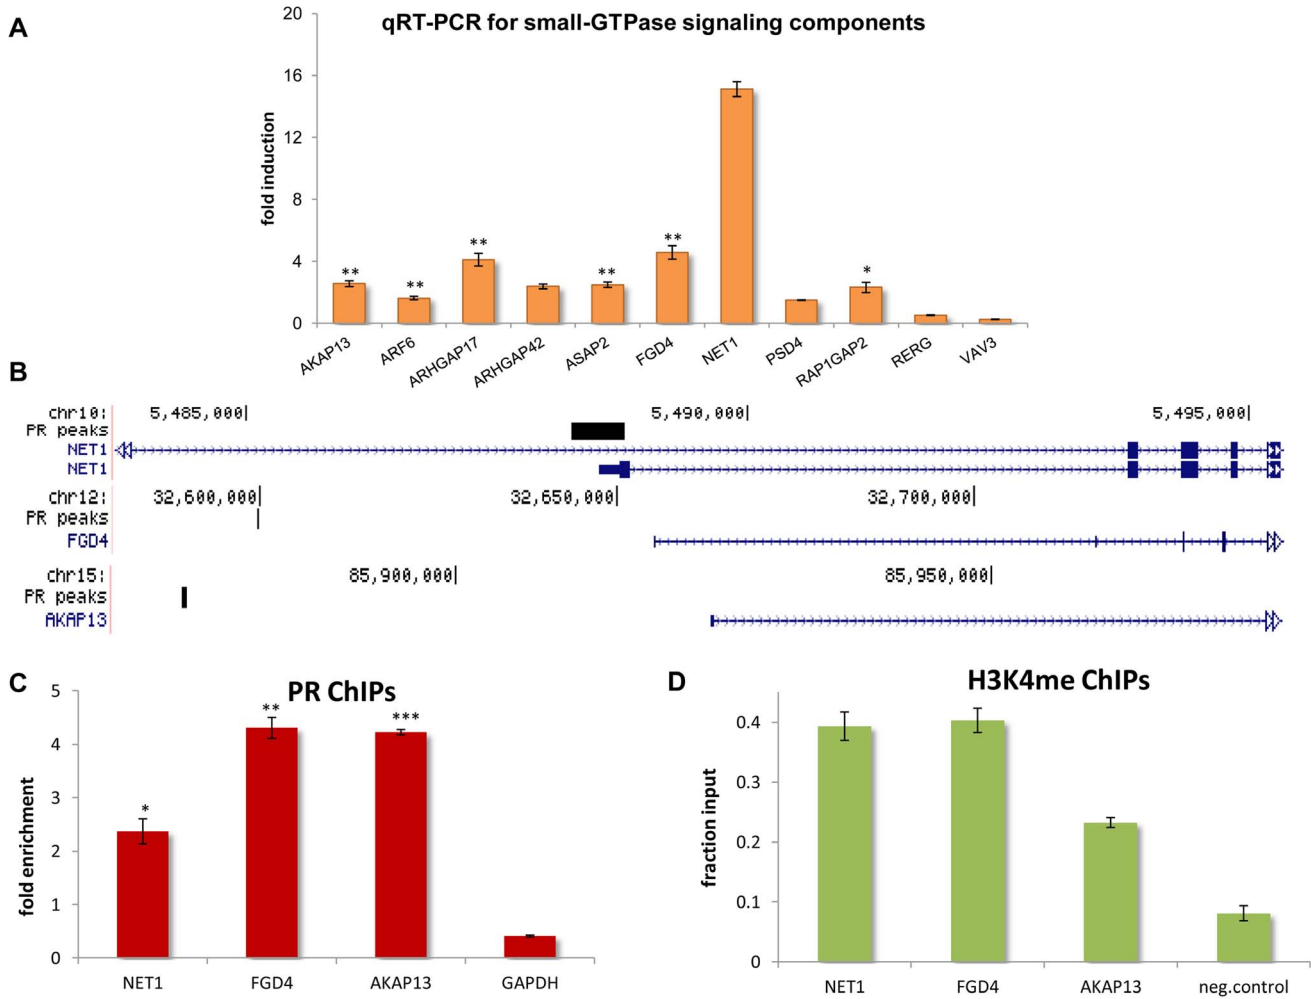 A
qRT-PCR for small-GTPase signaling components
fold induction
20
16
12
8
4
0
** ** ** ** ** *
AKAP13 ARF6 ARHGAP17 ARHGAP42 ASAP2 FGD4 NET1 PSD4 RAP1GAP2 RERG VAV3
B
chr10: 5,485,000| 5,490,000| 5,495,000|
PR peaks
NET1
NET1
chr12: 32,600,000| 32,650,000| 32,700,000|
PR peaks
FGD4
chr15: 85,900,000| 85,950,000|
PR peaks
AKAP13
C
PR ChIPs
fold enrichment
5
4
3
2
1
0
* ** ***
NET1 FGD4 AKAP13 GAPDH
D
H3K4me ChIPs
fraction input
0.4
0.3
0.2
0.1
0
NET1 FGD4 AKAP13 neg.control